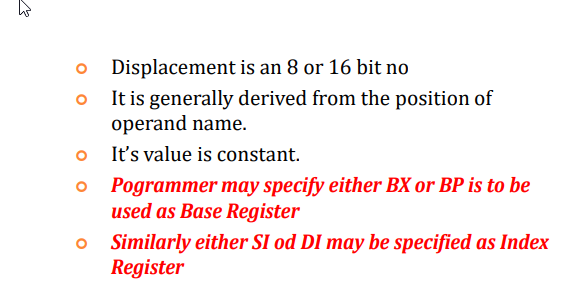 Displacement is an 8 or 16 bit no
It is generally derived from the position of
operand name.
It's value is constant.
Pogrammer may specify either BX or BP is to be
used as Base Register
Similarly either SI od DI may be specified as Index
Register